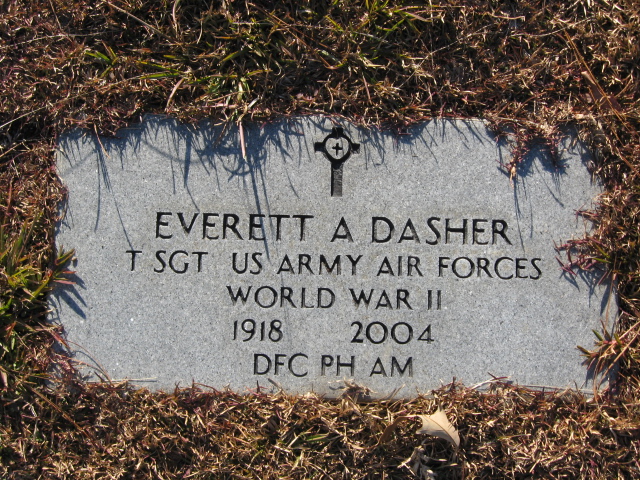 EVERETT A DASHER
T SGT US ARMY AIR FORCES
WORLD WAR II
1918 2004
DFC PH AM